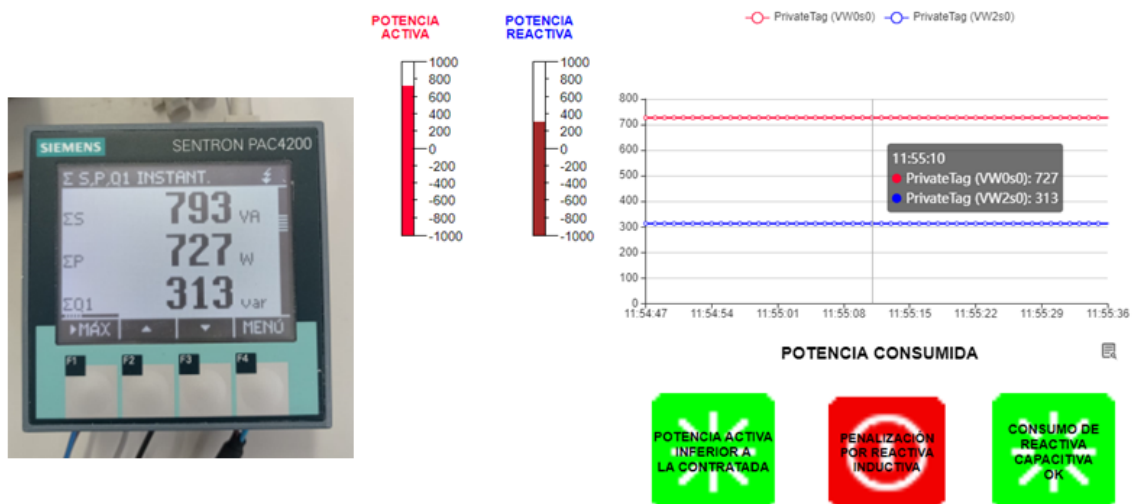 SIEMENS
SENTRON PAC4200
Σ S,P,Q1 INSTANT.
ΣS 793 VA
ΣP 727 W
ΣQ1 313 var
▸MÁX ▲ ▼ MENÚ
F1 F2 F3 F4
POTENCIA
ACTIVA
1000
800
600
400
200
0
-200
-400
-600
-800
-1000
POTENCIA
REACTIVA
1000
800
600
400
200
0
-200
-400
-600
-800
-1000
PrivateTag (VW0s0) PrivateTag (VW2s0)
800
700
600
500
400
300
200
100
0
11:55:10
PrivateTag (VW0s0): 727
PrivateTag (VW2s0): 313
11:54:47 11:54:54 11:55:01 11:55:08 11:55:15 11:55:22 11:55:29 11:55:36
POTENCIA CONSUMIDA
POTENCIA ACTIVA
INFERIOR A
LA CONTRATADA
PENALIZACIÓN
POR REACTIVA
INDUCTIVA
CONSUMO DE
REACTIVA
CAPACITIVA
OK